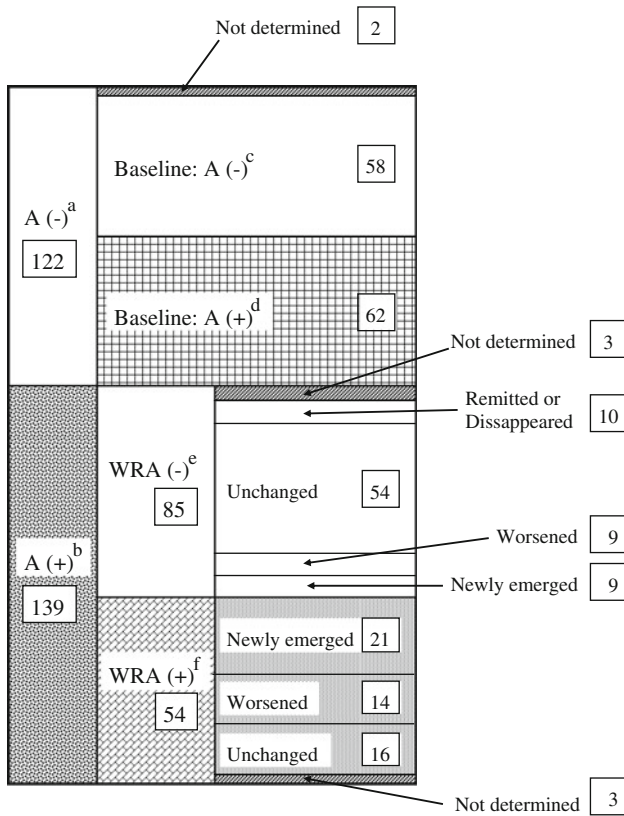 Not determined 2
Baseline: A (-)c 58
A (-)a
122
Baseline: A (+)d 62
Not determined 3
Remitted or
Dissappeared 10
WRA (-)e
85
Unchanged 54
Worsened 9
A (+)b
139
Newly emerged 9
Newly emerged 21
WRA (+)f
54
Worsened 14
Unchanged 16
Not determined 3